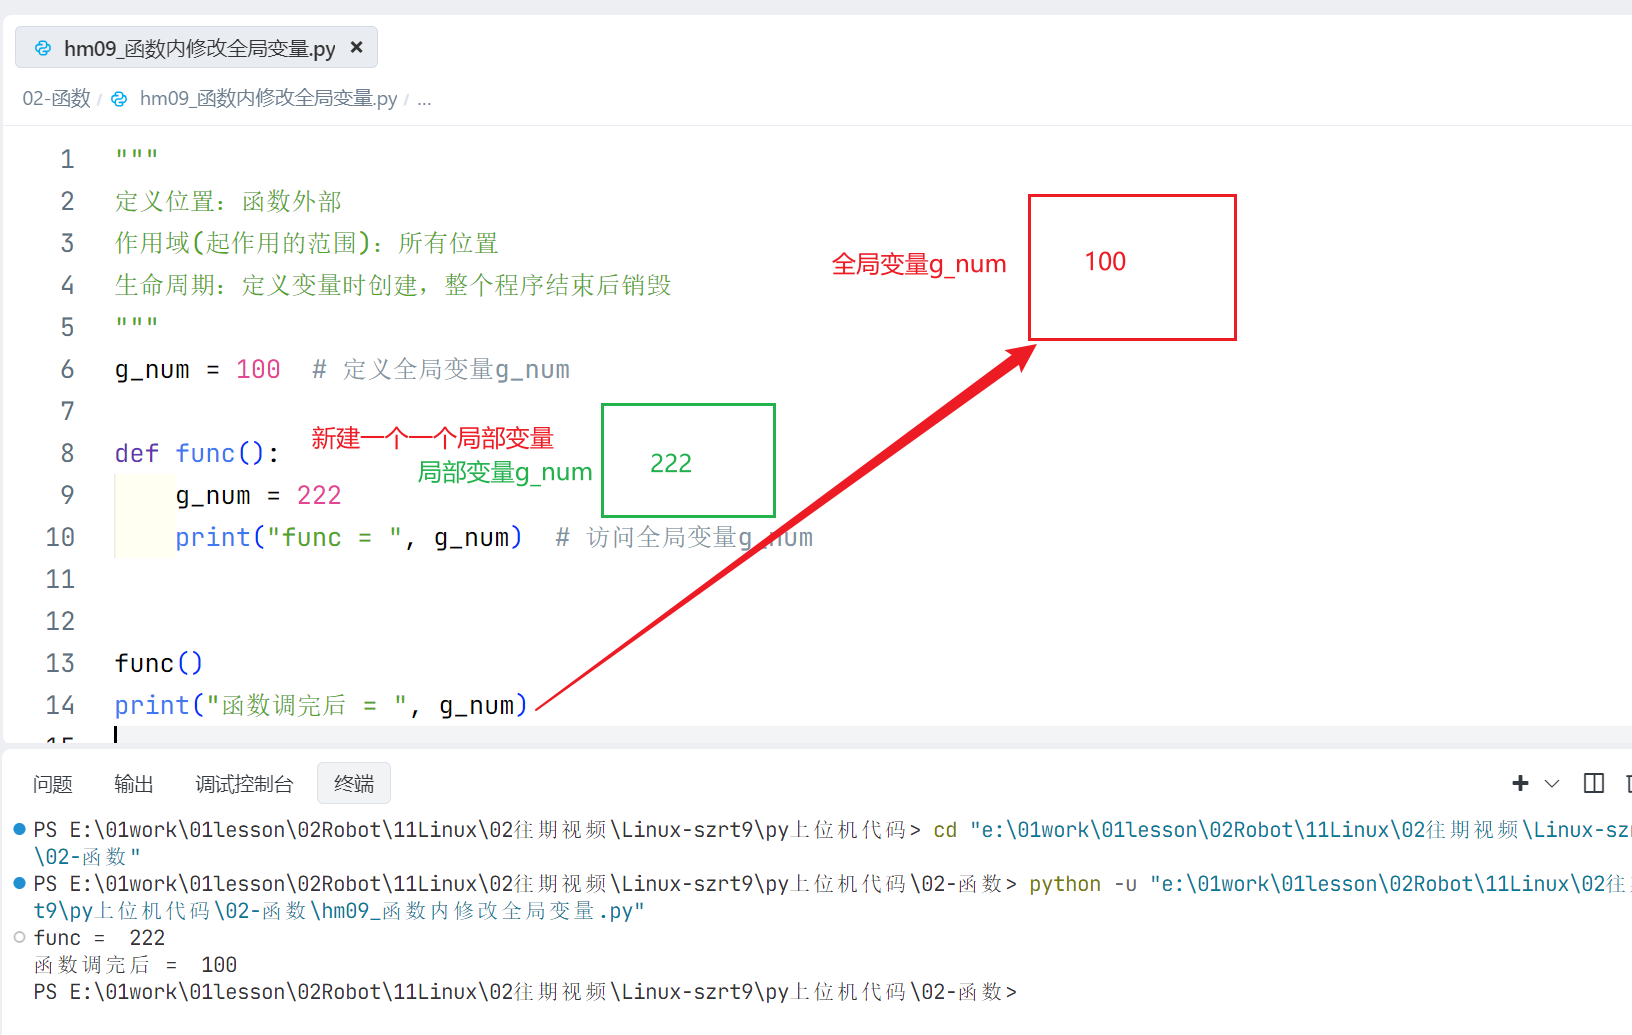 hm09_函数内修改全局变量.py ×
02-函数 / hm09_函数内修改全局变量.py / ...
1 """
2 定义位置：函数外部
3 作用域(起作用的范围)：所有位置
4 生命周期：定义变量时创建，整个程序结束后销毁
5 """
全局变量g_num 100
6 g_num = 100  # 定义全局变量g_num
7
新建一个一个局部变量
8 def func():
局部变量g_num 222
9     g_num = 222
10     print("func = ", g_num)  # 访问全局变量g_num
11
12
13 func()
14 print("函数调完后 = ", g_num)
15
问题 输出 调试控制台 终端
PS E:\01work\01lesson\02Robot\11Linux\02往期视频\Linux-szrt9\py上位机代码> cd "e:\01work\01lesson\02Robot\11Linux\02往期视频\Linux-szr
\02-函数"
PS E:\01work\01lesson\02Robot\11Linux\02往期视频\Linux-szrt9\py上位机代码\02-函数> python -u "e:\01work\01lesson\02Robot\11Linux\02往
t9\py上位机代码\02-函数\hm09_函数内修改全局变量.py"
func =  222
函数调完后 =  100
PS E:\01work\01lesson\02Robot\11Linux\02往期视频\Linux-szrt9\py上位机代码\02-函数>